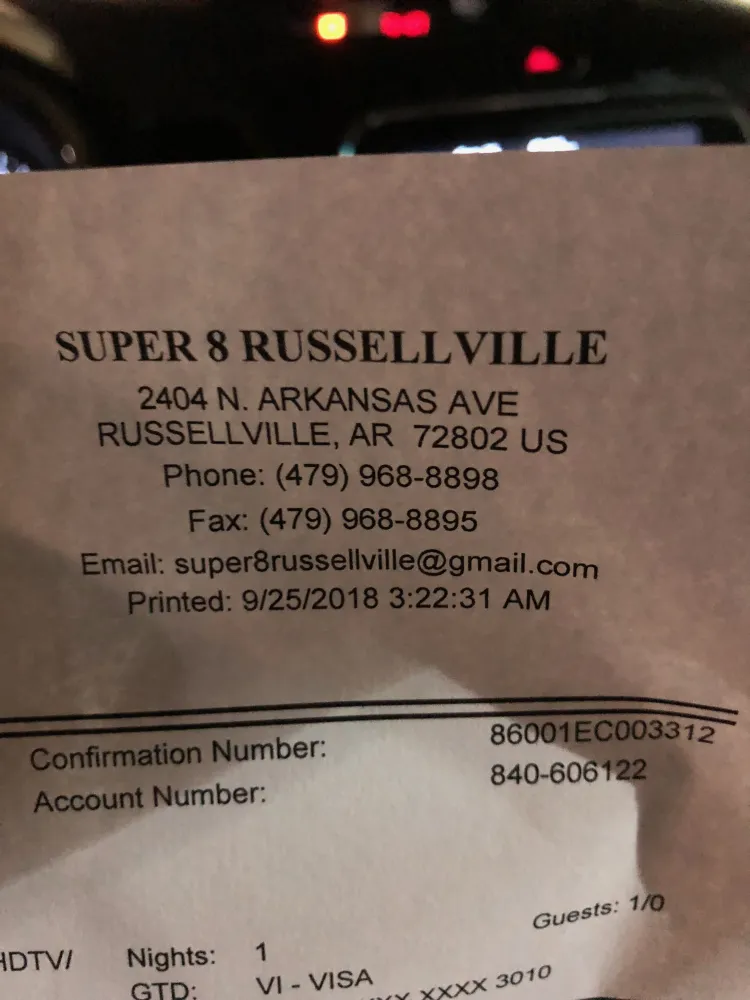 SUPER 8 RUSSELLVILLE
2404 N. ARKANSAS AVE
RUSSELLVILLE, AR 72802 US
Phone: (479) 968-8898
Fax: (479) 968-8895
Email: super8russellville@gmail.com
Printed: 9/25/2018 3:22:31 AM
Confirmation Number: 86001EC003312
Account Number: 840-606122
Guests: 1/0
HDTV/ Nights: 1
GTD: VI - VISA
XXXX 3010